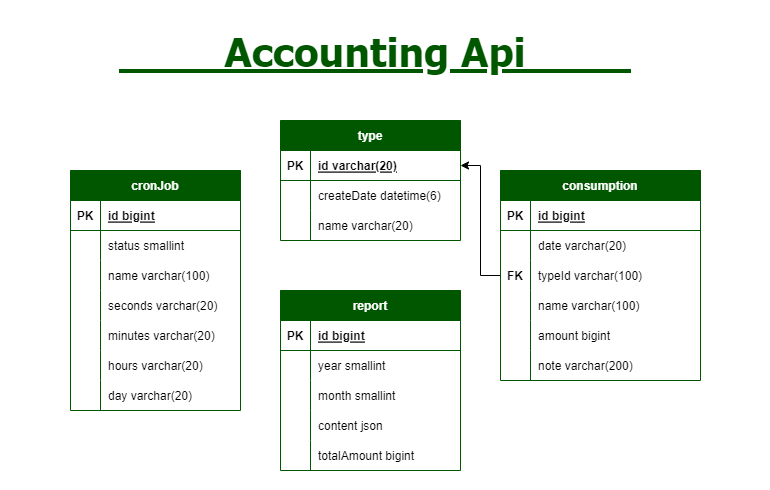 Accounting Api
type
PK id varchar(20)
createDate datetime(6)
name varchar(20)
cronJob
PK id bigint
status smallint
name varchar(100)
seconds varchar(20)
minutes varchar(20)
hours varchar(20)
day varchar(20)
consumption
PK id bigint
date varchar(20)
FK typeId varchar(100)
name varchar(100)
amount bigint
note varchar(200)
report
PK id bigint
year smallint
month smallint
content json
totalAmount bigint